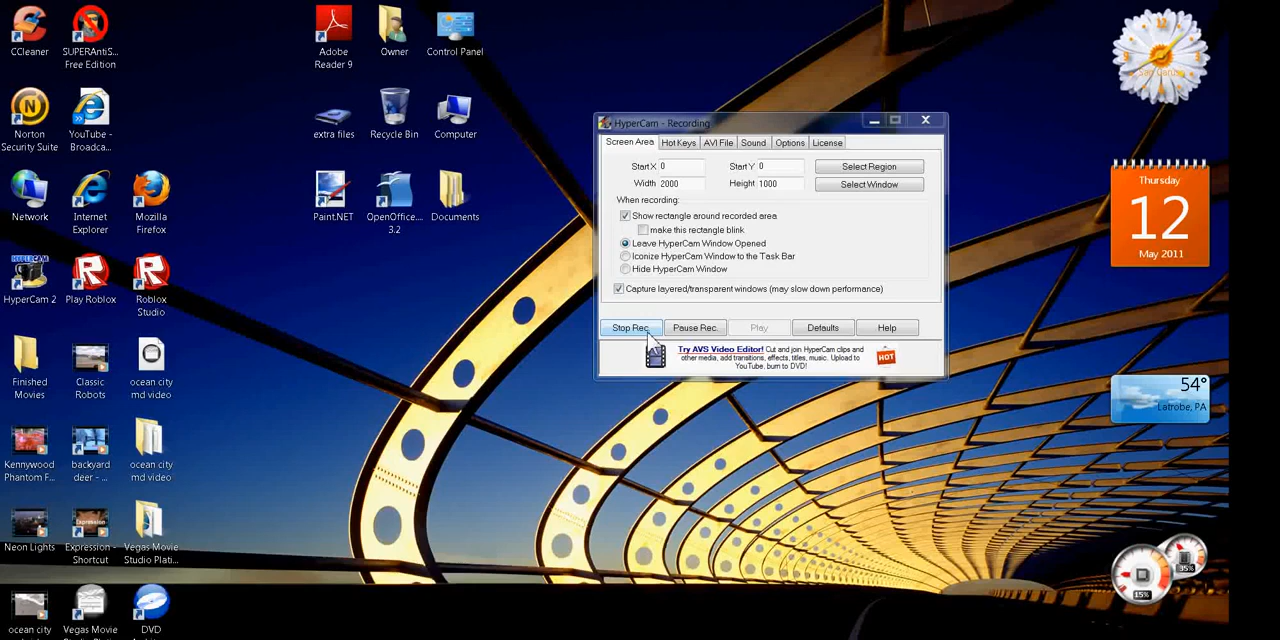 CCleaner
SUPERAntiS...
Free Edition
Adobe
Reader 9
Owner
Control Panel
Norton
Security Suite
YouTube -
Broadca...
extra files
Recycle Bin
Computer
Network
Internet
Explorer
Mozilla
Firefox
Paint.NET
OpenOffice....
3.2
Documents
HYPERCAM
HyperCam 2
Play Roblox
Roblox
Studio
Finished
Movies
Classic
Robots
ocean city
md video
Kennywood
Phantom F...
backyard
deer - ...
ocean city
md video
Neon Lights
Expression
Expression -
Shortcut
Vegas Movie
Studio Plati...
ocean city
Vegas Movie
DVD
HyperCam - Recording
Screen Area Hot Keys AVI File Sound Options License
Start X 0 Start Y 0 Select Region
Width 2000 Height 1000 Select Window
When recording:
Show rectangle around recorded area
make this rectangle blink
Leave HyperCam Window Opened
Iconize HyperCam Window to the Task Bar
Hide HyperCam Window
Capture layered/transparent windows (may slow down performance)
Stop Rec. Pause Rec. Play Defaults Help
Try AVS Video Editor! Cut and join HyperCam clips and
other media, add transitions, effects, titles, music. Upload to
YouTube, burn to DVD!
HOT
12
Thursday
12
May 2011
54°
Latrobe, PA
35%
15%